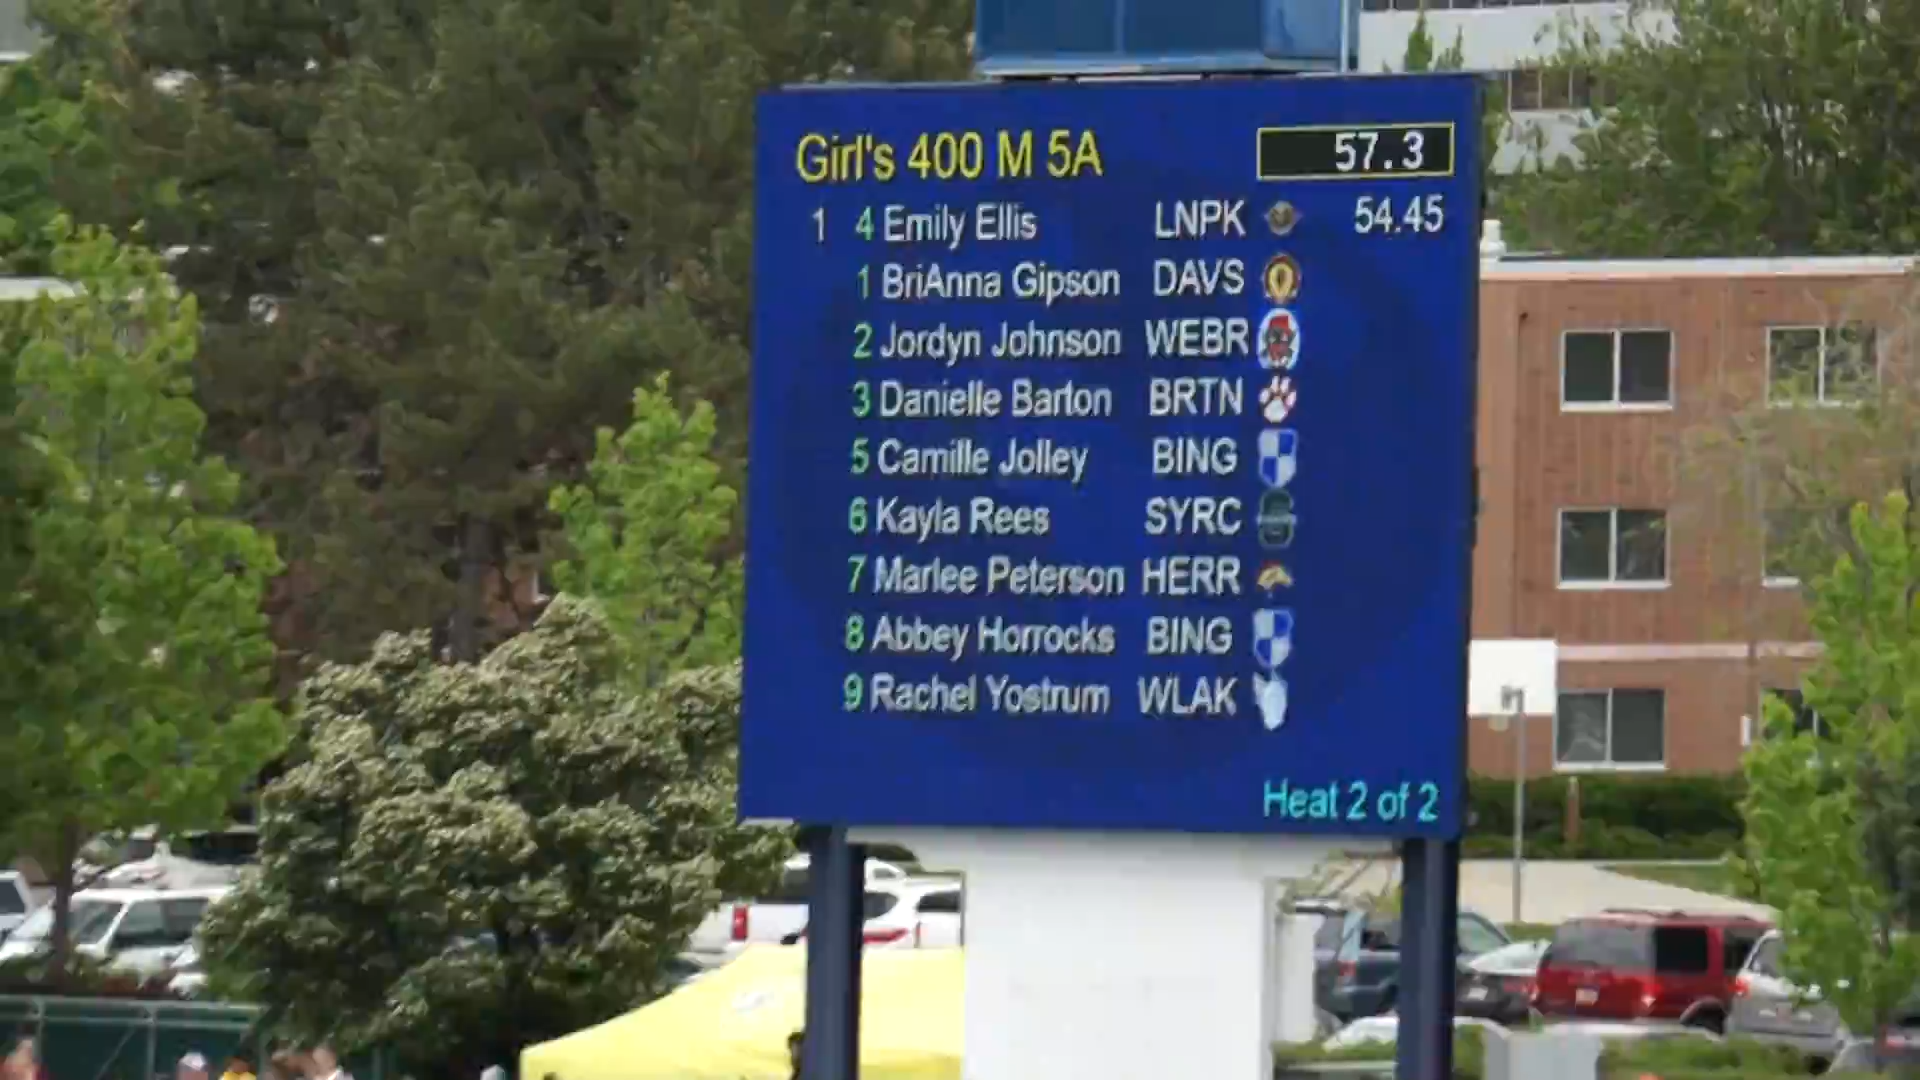 Girl's 400 M 5A 57.3
1 4 Emily Ellis LNPK 54.45
1 BriAnna Gipson DAVS
2 Jordyn Johnson WEBR
3 Danielle Barton BRTN
5 Camille Jolley BING
6 Kayla Rees SYRC
7 Marlee Peterson HERR
8 Abbey Horrocks BING
9 Rachel Yostrum WLAK
Heat 2 of 2